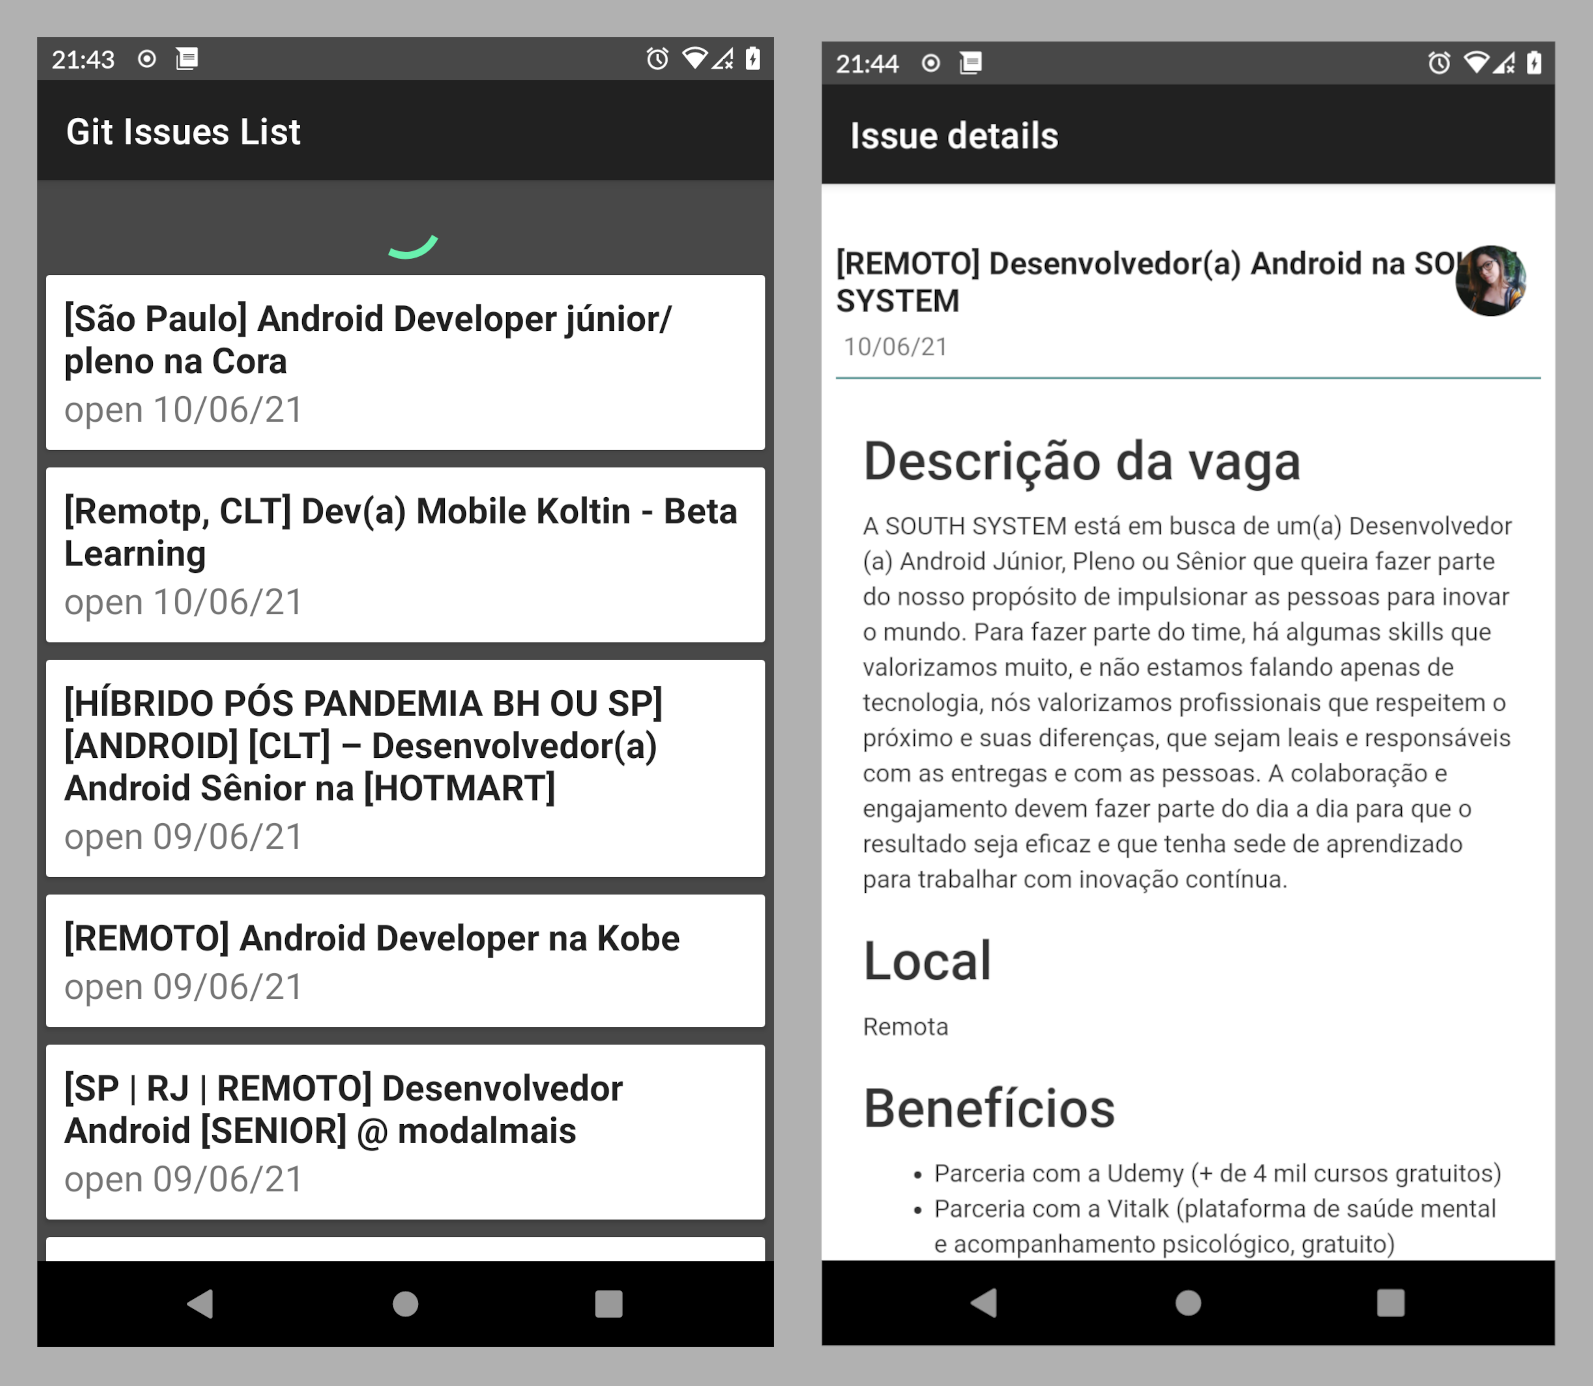 21:43
Git Issues List
[São Paulo] Android Developer júnior/
pleno na Cora
open 10/06/21
[Remotp, CLT] Dev(a) Mobile Koltin - Beta
Learning
open 10/06/21
[HÍBRIDO PÓS PANDEMIA BH OU SP]
[ANDROID] [CLT] – Desenvolvedor(a)
Android Sênior na [HOTMART]
open 09/06/21
[REMOTO] Android Developer na Kobe
open 09/06/21
[SP | RJ | REMOTO] Desenvolvedor
Android [SENIOR] @ modalmais
open 09/06/21
21:44
Issue details
[REMOTO] Desenvolvedor(a) Android na
SYSTEM
10/06/21
Descrição da vaga
A SOUTH SYSTEM está em busca de um(a) Desenvolvedor
(a) Android Júnior, Pleno ou Sênior que queira fazer parte
do nosso propósito de impulsionar as pessoas para inovar
o mundo. Para fazer parte do time, há algumas skills que
valorizamos muito, e não estamos falando apenas de
tecnologia, nós valorizamos profissionais que respeitem o
próximo e suas diferenças, que sejam leais e responsáveis
com as entregas e com as pessoas. A colaboração e
engajamento devem fazer parte do dia a dia para que o
resultado seja eficaz e que tenha sede de aprendizado
para trabalhar com inovação contínua.
Local
Remota
Benefícios
• Parceria com a Udemy (+ de 4 mil cursos gratuitos)
• Parceria com a Vitalk (plataforma de saúde mental
e acompanhamento psicológico, gratuito)